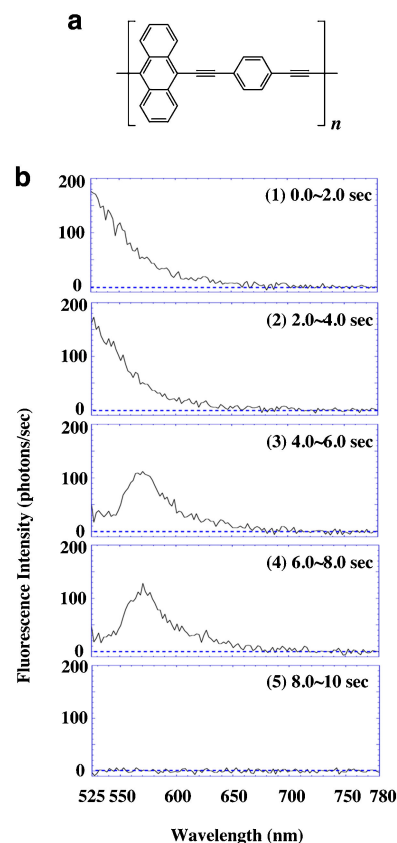 a
n
b
Fluorescence Intensity (photons/sec)
200
100
0
(1) 0.0~2.0 sec
200
100
0
(2) 2.0~4.0 sec
200
100
0
(3) 4.0~6.0 sec
200
100
0
(4) 6.0~8.0 sec
200
100
0
(5) 8.0~10 sec
525 550 600 650 700 750 780
Wavelength (nm)